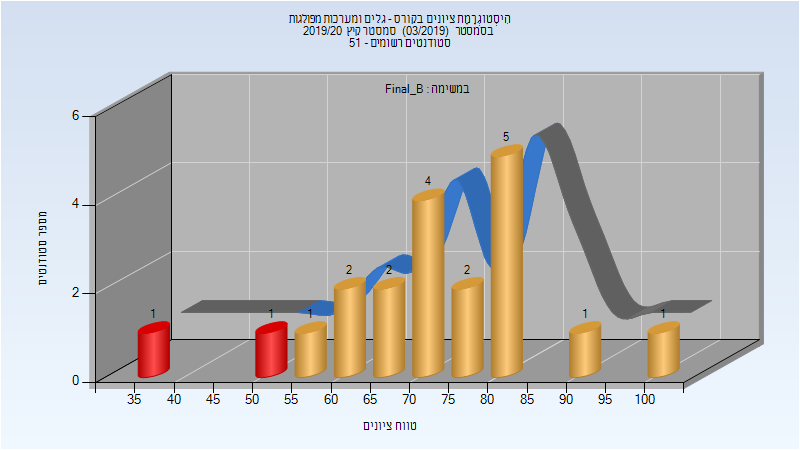 הִיסְטוֹגְרַמַת ציונים בקורס - גלים ומערכות מפולגות
בסמסטר (03/2019) סמסטר קיץ 2019/20
סטודנטים רשומים - 51
במשימה : Final_B
מספר סטודנטים
6
4
2
0
1
1
1
2
2
4
2
5
1
1
35 40 45 50 55 60 65 70 75 80 85 90 95 100
טווח ציונים